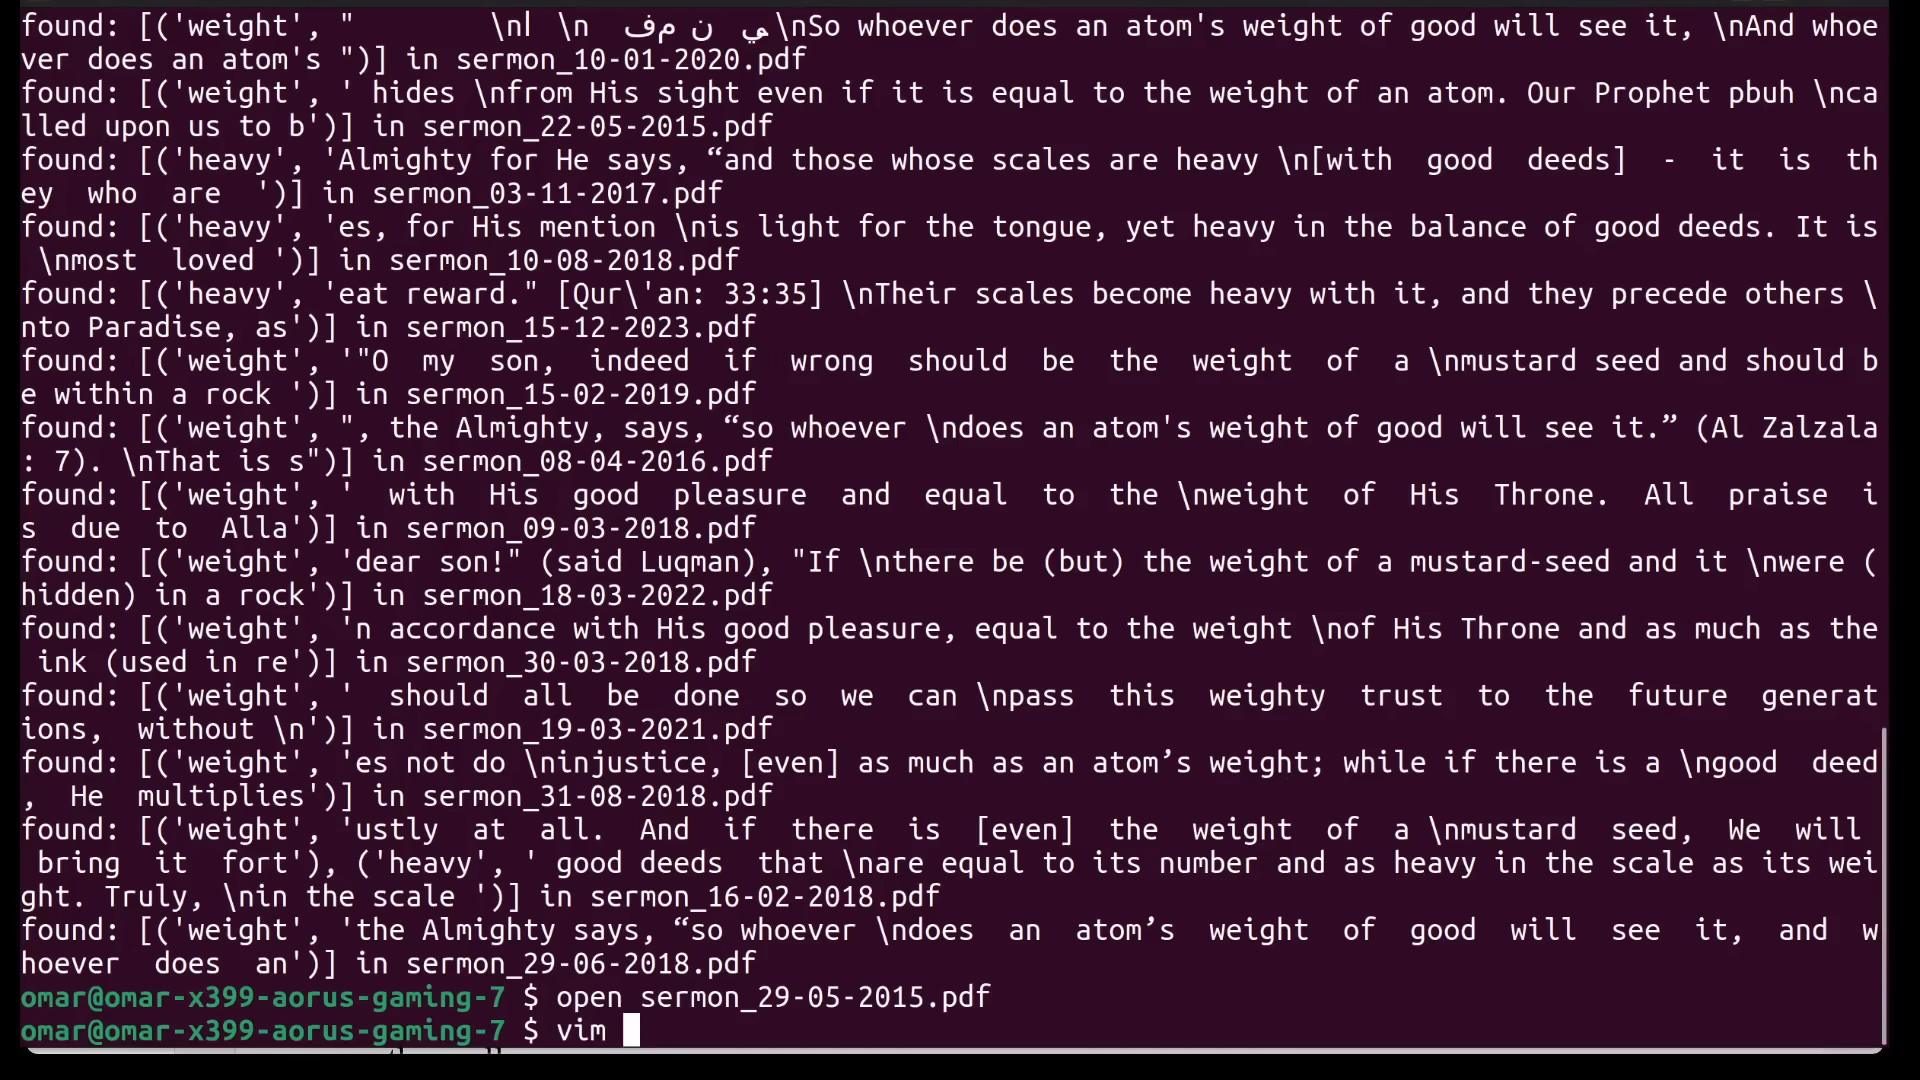 found: [('weight', "        \nا  \n  في  ن  ي \nSo whoever does an atom's weight of good will see it, \nAnd whoe
ver does an atom's ")] in sermon_10-01-2020.pdf
found: [('weight', ' hides \nfrom His sight even if it is equal to the weight of an atom. Our Prophet pbuh \nca
lled upon us to b')] in sermon_22-05-2015.pdf
found: [('heavy', 'Almighty for He says, “and those whose scales are heavy \n[with  good  deeds]  -  it  is  th
ey  who  are  ')] in sermon_03-11-2017.pdf
found: [('heavy', 'es, for His mention \nis light for the tongue, yet heavy in the balance of good deeds. It is
 \nmost  loved ')] in sermon_10-08-2018.pdf
found: [('heavy', 'eat reward." [Qur\'an: 33:35] \nTheir scales become heavy with it, and they precede others \
nto Paradise, as')] in sermon_15-12-2023.pdf
found: [('weight', '"O  my  son,  indeed  if  wrong  should  be  the  weight  of  a \nmustard seed and should b
e within a rock ')] in sermon_15-02-2019.pdf
found: [('weight', ", the Almighty, says, “so whoever \ndoes an atom's weight of good will see it.” (Al Zalzala
: 7). \nThat is s")] in sermon_08-04-2016.pdf
found: [('weight', '  with  His  good  pleasure  and  equal  to  the \nweight  of  His  Throne.  All  praise  i
s  due  to  Alla')] in sermon_09-03-2018.pdf
found: [('weight', 'dear son!" (said Luqman), "If \nthere be (but) the weight of a mustard-seed and it \nwere (
hidden) in a rock')] in sermon_18-03-2022.pdf
found: [('weight', 'n accordance with His good pleasure, equal to the weight \nof His Throne and as much as the
 ink (used in re')] in sermon_30-03-2018.pdf
found: [('weight', '  should  all  be  done  so  we  can \npass  this  weighty  trust  to  the  future  generat
ions,  without \n')] in sermon_19-03-2021.pdf
found: [('weight', 'es not do \ninjustice, [even] as much as an atom’s weight; while if there is a \ngood  deed
,  He  multiplies')] in sermon_31-08-2018.pdf
found: [('weight', 'ustly  at  all.  And  if  there  is  [even]  the  weight  of  a \nmustard  seed,  We  will 
 bring  it  fort'), ('heavy', ' good deeds  that \nare equal to its number and as heavy in the scale as its wei
ght. Truly, \nin the scale ')] in sermon_16-02-2018.pdf
found: [('weight', 'the Almighty says, “so whoever \ndoes  an  atom’s  weight  of  good  will  see  it,  and  w
hoever  does  an')] in sermon_29-06-2018.pdf
omar@omar-x399-aorus-gaming-7 $ open sermon_29-05-2015.pdf
omar@omar-x399-aorus-gaming-7 $ vim